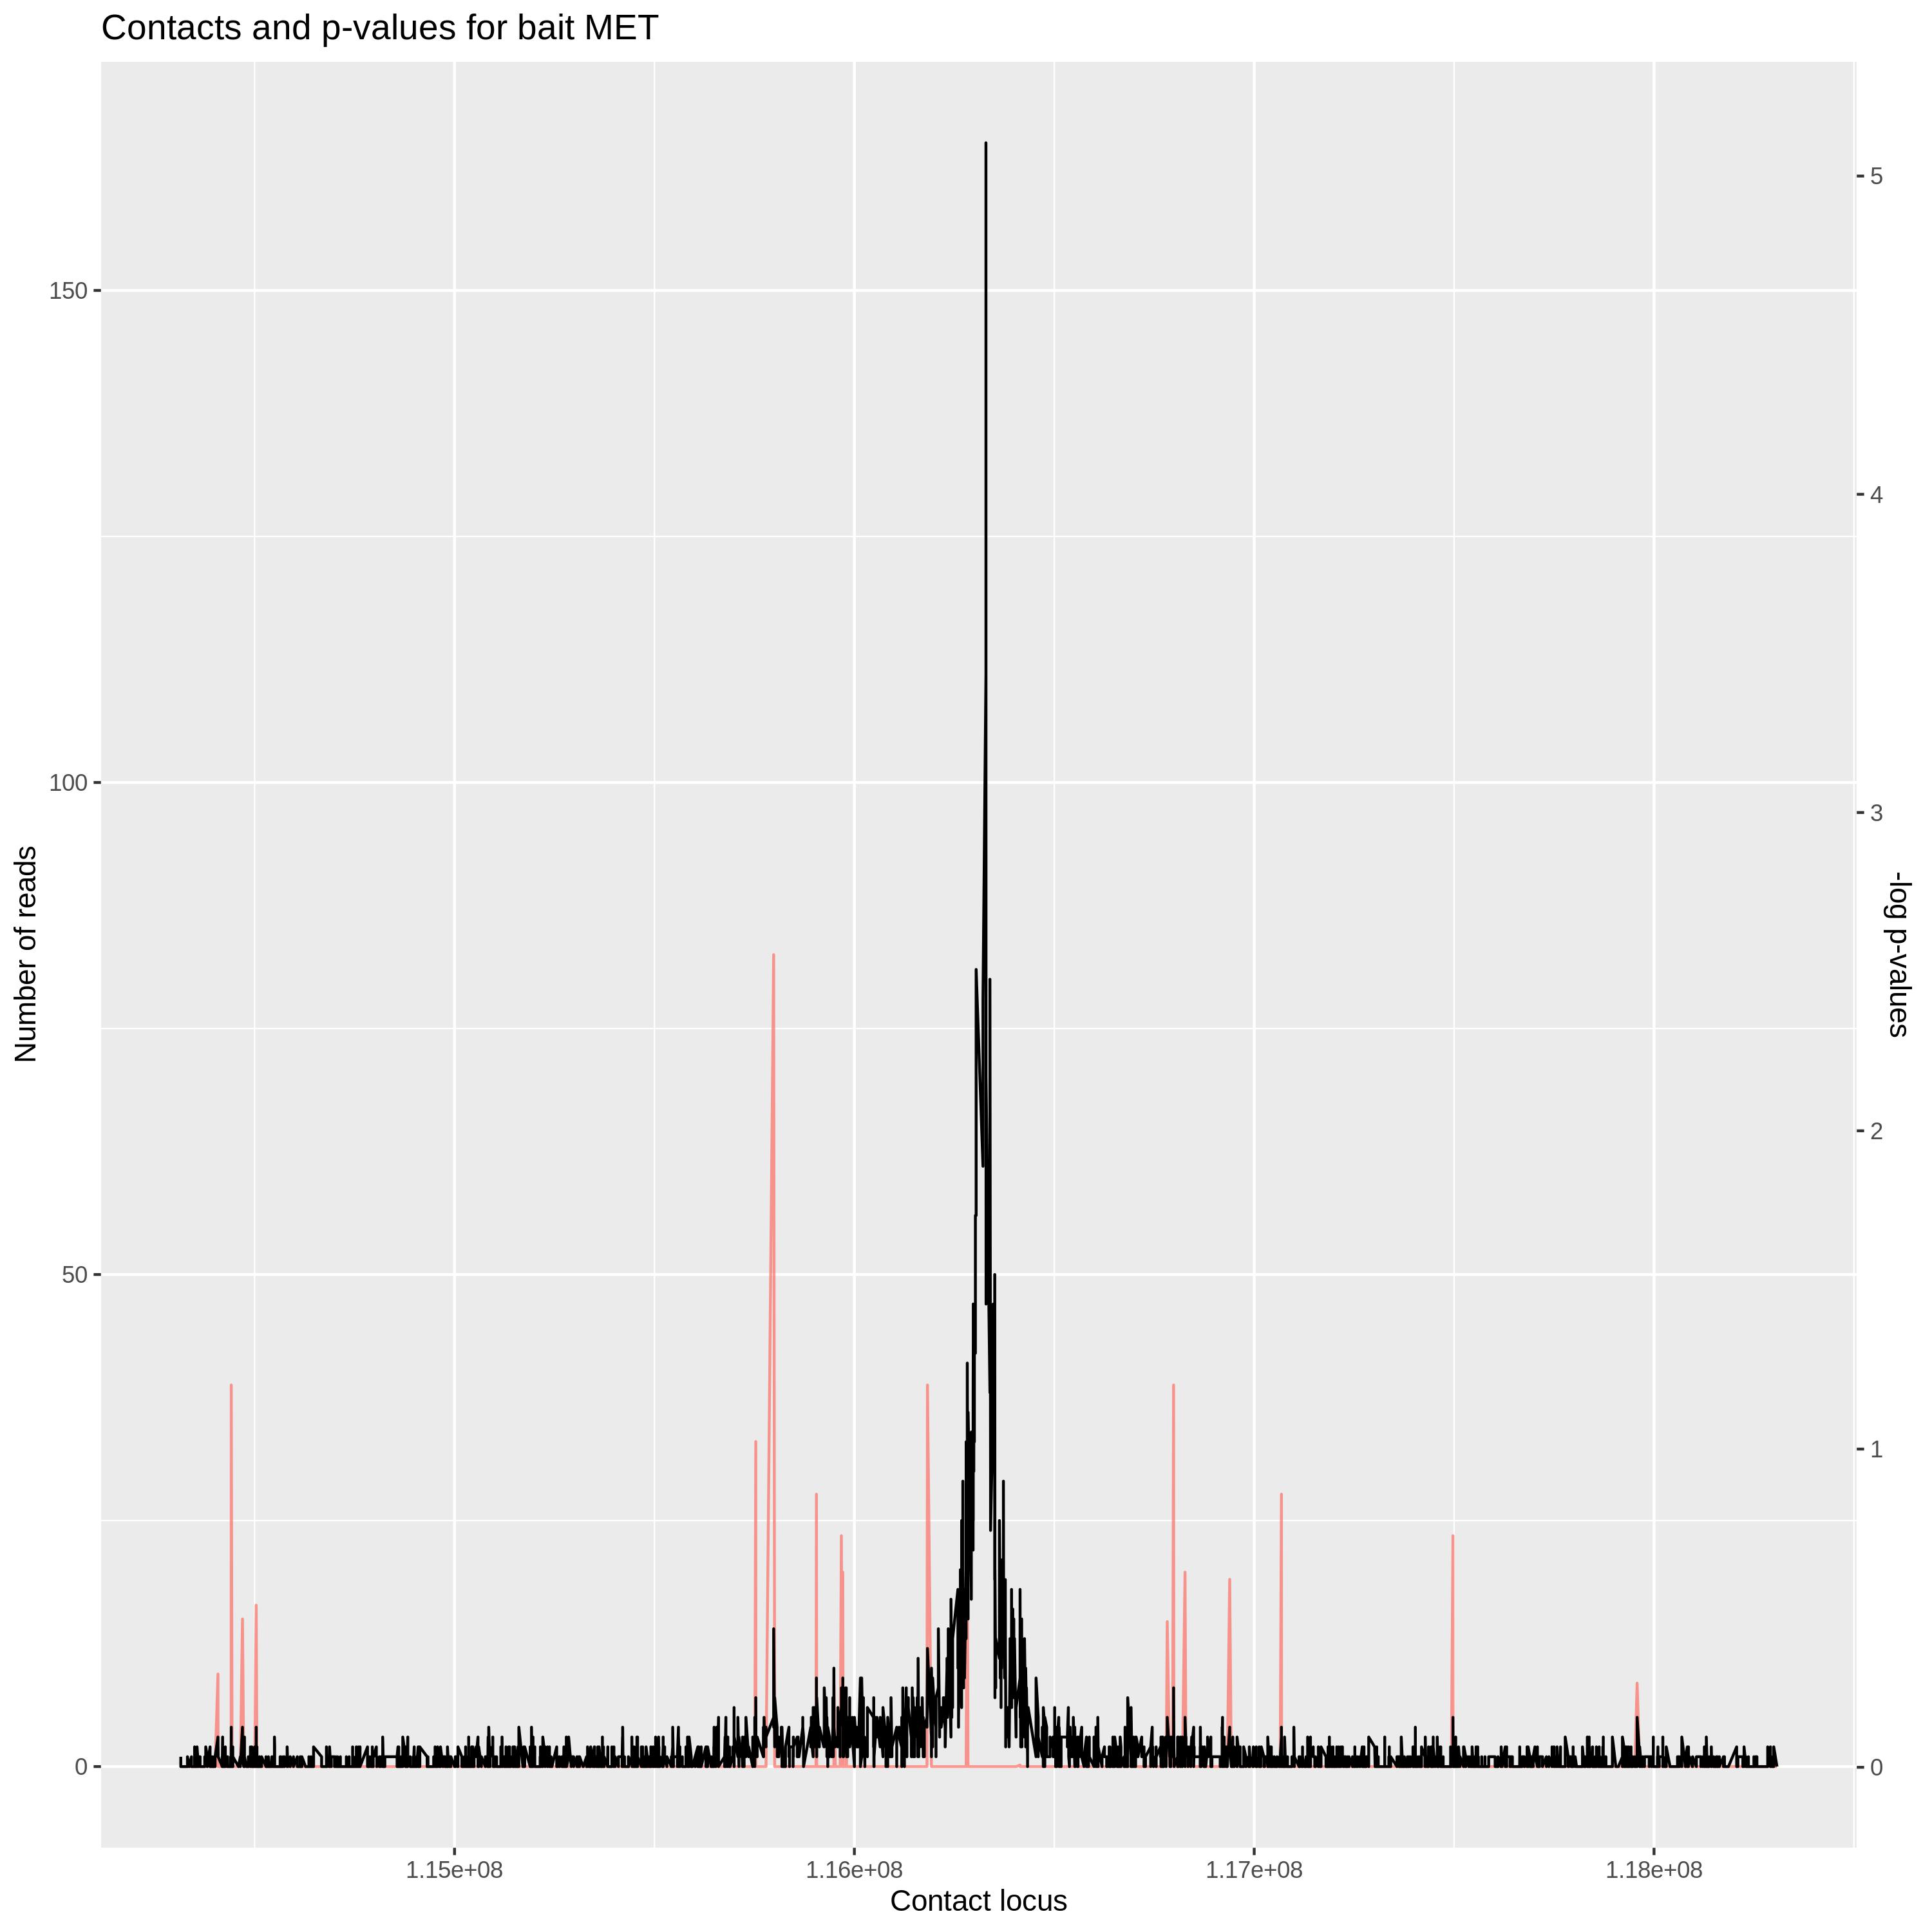 Contacts and p-values for bait MET
150
100
50
0
Number of reads
5
4
3
2
1
0
-log p-values
1.15e+08
1.16e+08
1.17e+08
1.18e+08
Contact locus